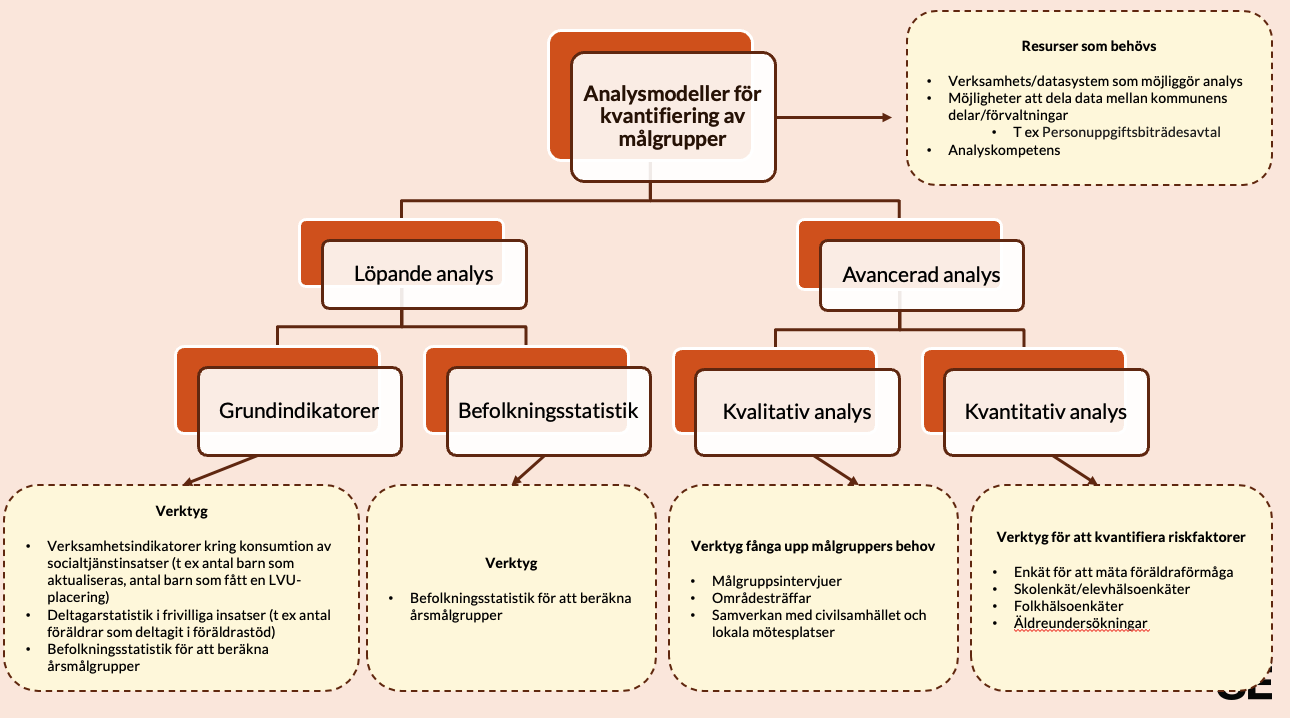 Analysmodeller för
kvantifiering av
målgrupper
Resurser som behövs
• Verksamhets/datasystem som möjliggör analys
• Möjligheter att dela data mellan kommunens
delar/förvaltningar
• T ex Personuppgiftsbiträdesavtal
• Analyskompetens
Löpande analys
Avancerad analys
Grundindikatorer
Befolkningsstatistik
Kvalitativ analys
Kvantitativ analys
Verktyg
• Verksamhetsindikatorer kring konsumtion av
socialtjänstinsatser (t ex antal barn som
aktualiseras, antal barn som fått en LVU-
placering)
• Deltagarstatistik i frivilliga insatser (t ex antal
föräldrar som deltagit i föräldrastöd)
• Befolkningsstatistik för att beräkna
årsmålgrupper
Verktyg
• Befolkningsstatistik för att beräkna
årsmålgrupper
Verktyg fånga upp målgruppers behov
• Målgruppsintervjuer
• Områdesträffar
• Samverkan med civilsamhället och
lokala mötesplatser
Verktyg för att kvantifiera riskfaktorer
• Enkät för att mäta föräldraförmåga
• Skolenkät/elevhälsoenkäter
• Folkhälsoenkäter
• Äldreundersökningar